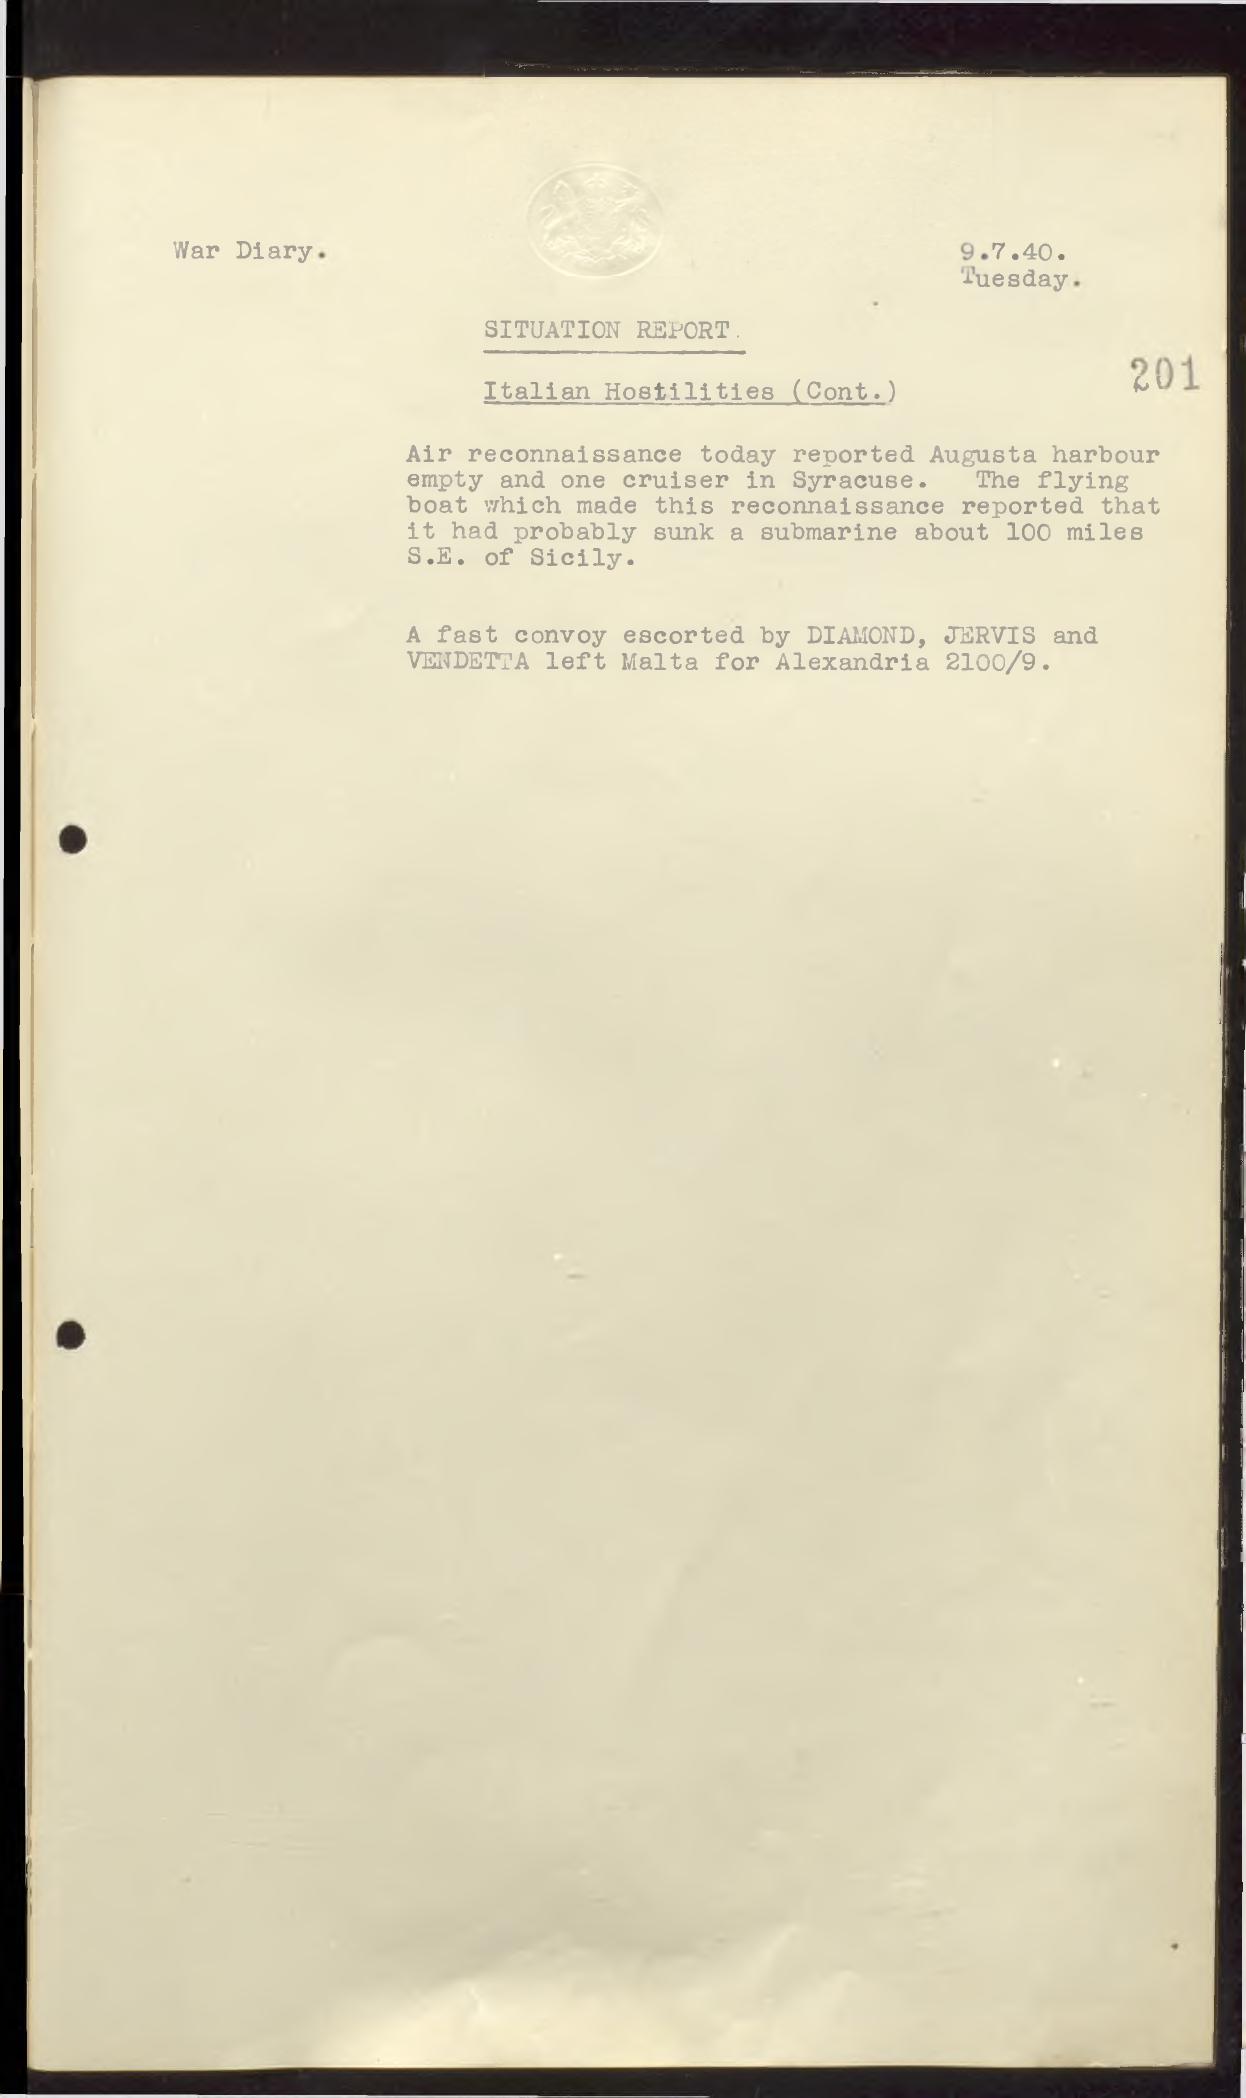 War Diary.
9.7.40.
Tuesday.
SITUATION REPORT.
201
Italian Hostilities (Cont.)
Air reconnaissance today reported Augusta harbour
empty and one cruiser in Syracuse. The flying
boat which made this reconnaissance reported that
it had probably sunk a submarine about 100 miles
S.E. of Sicily.
A fast convoy escorted by DIAMOND, JERVIS and
VENDETTA left Malta for Alexandria 2100/9.